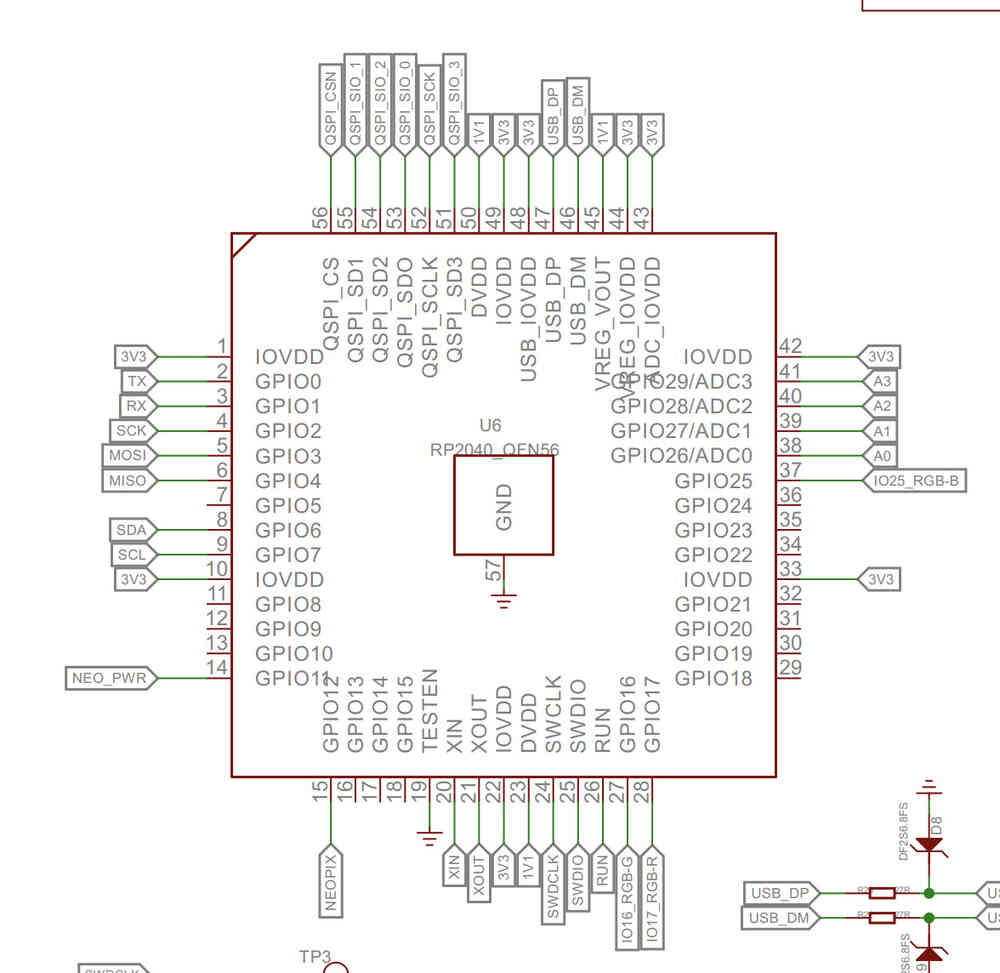 QSPI_CSN
QSPI_SIO_1
QSPI_SIO_2
QSPI_SIO_0
QSPI_SCK
QSPI_SIO_3
1V1
3V3
3V3
USB_DP
USB_DM
1V1
3V3
3V3
56 55 54 53 52 51 50 49 48 47 46 45 44 43
QSPI_CS
QSPI_SD1
QSPI_SD2
QSPI_SDO
QSPI_SCLK
QSPI_SD3
DVDD
IOVDD
USB_IOVDD
USB_DP
USB_DM
VREG_VOUT
VREG_IOVDD
ADC_IOVDD
3V3 1 IOVDD
TX 2 GPIO0
RX 3 GPIO1
SCK 4 GPIO2
MOSI 5 GPIO3
MISO 6 GPIO4
7 GPIO5
SDA 8 GPIO6
SCL 9 GPIO7
3V3 10 IOVDD
11 GPIO8
12 GPIO9
13 GPIO10
NEO_PWR 14 GPIO11
IOVDD 42 3V3
GPIO29/ADC3 41 A3
GPIO28/ADC2 40 A2
GPIO27/ADC1 39 A1
GPIO26/ADC0 38 A0
GPIO25 37 IO25_RGB-B
GPIO24 36
GPIO23 35
GPIO22 34
IOVDD 33 3V3
GPIO21 32
GPIO20 31
GPIO19 30
GPIO18 29
U6
RP2040_QFN56
GND
57
GPIO12
GPIO13
GPIO14
GPIO15
TESTEN
XIN
XOUT
IOVDD
DVDD
SWCLK
SWDIO
RUN
GPIO16
GPIO17
15 16 17 18 19 20 21 22 23 24 25 26 27 28
NEOPIX
XIN
XOUT
3V3
1V1
SWDCLK
SWDIO
RUN
IO16_RGB-G
IO17_RGB-R
DF2S6.8FS
D8
USB_DP
USB_DM
TP3
SWDCLK